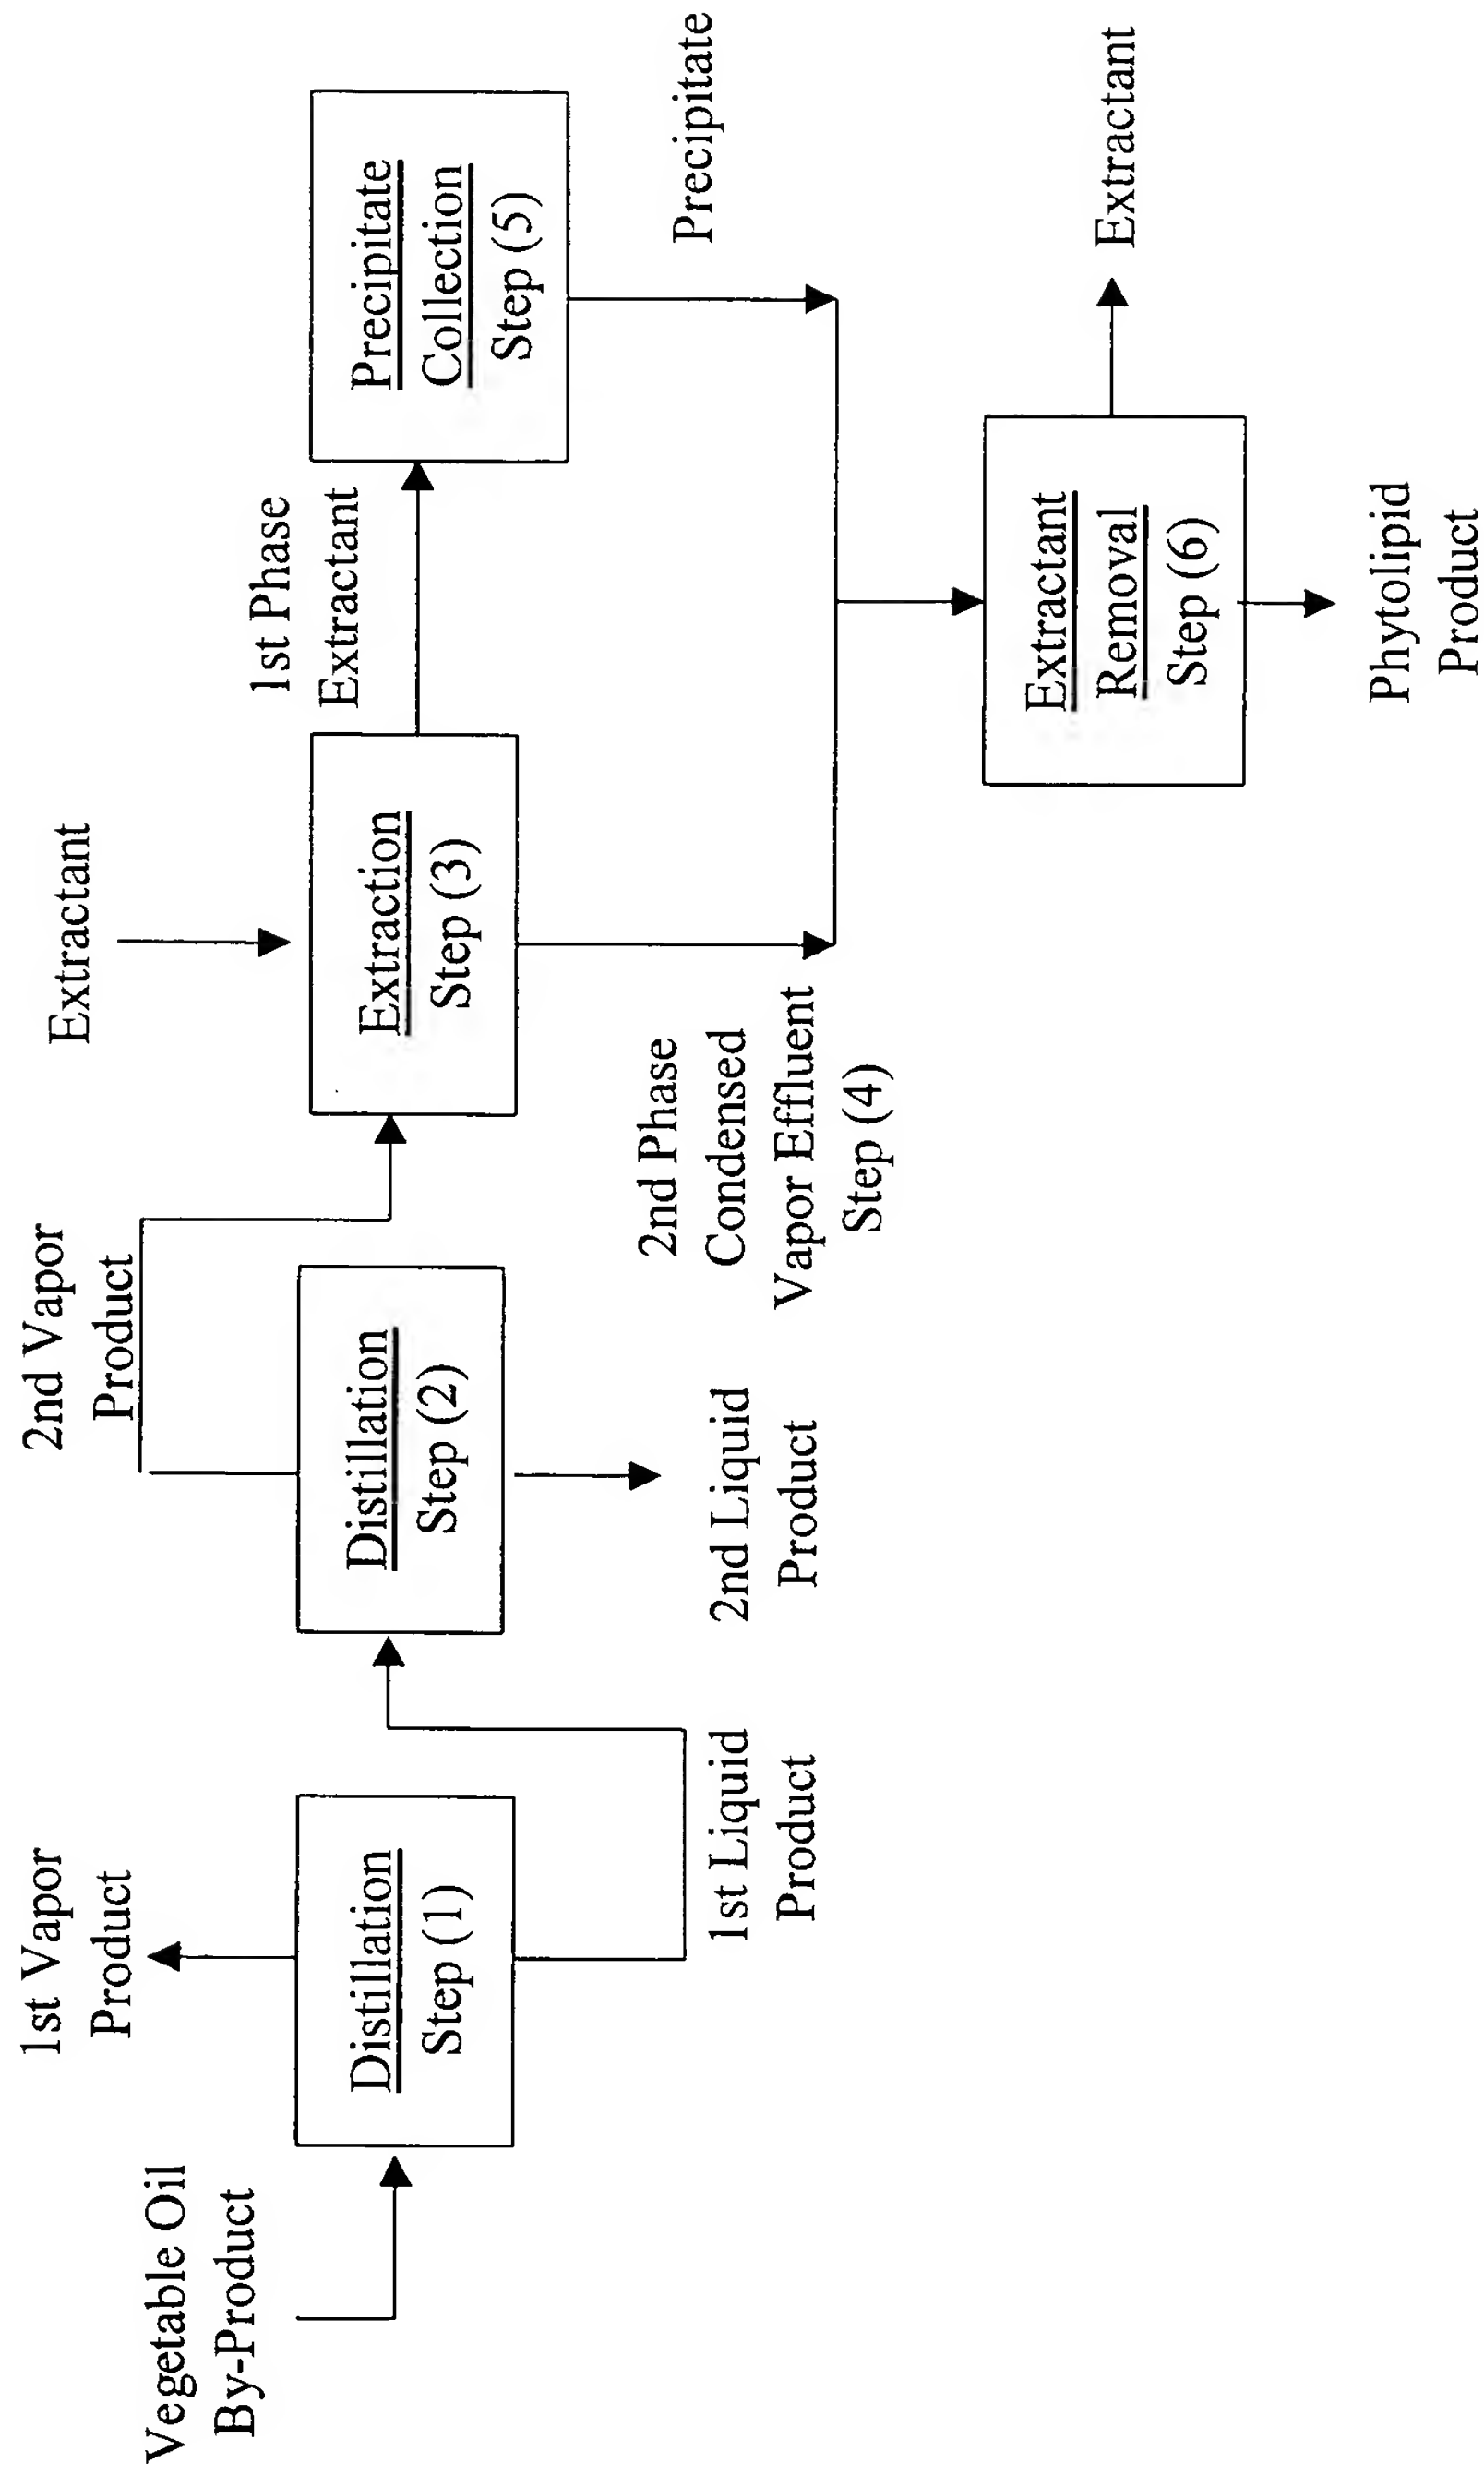 Vegetable Oil
By-Product
1st Vapor
Product
Distillation
Step (1)
1st Liquid
Product
2nd Vapor
Product
Distillation
Step (2)
2nd Liquid
Product
Extractant
Extraction
Step (3)
2nd Phase
Condensed
Vapor Effluent
Step (4)
1st Phase
Extractant
Precipitate
Collection
Step (5)
Precipitate
Extractant
Removal
Step (6)
Extractant
Phytolipid
Product